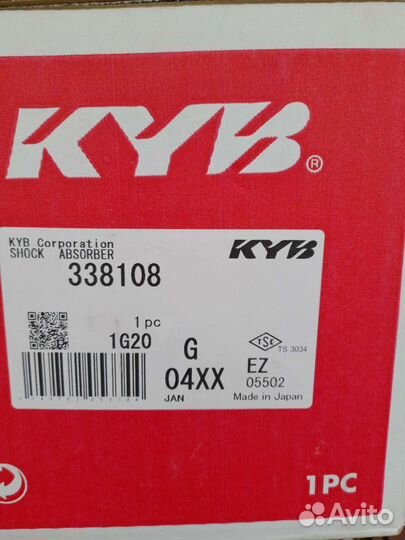 KYB®
KYB Corporation
SHOCK ABSORBER
KYB
338108
1 pc
1G20
G
TSE
TS 3034
04XX
EZ
05502
JAN
Made in Japan
1PC
Avito